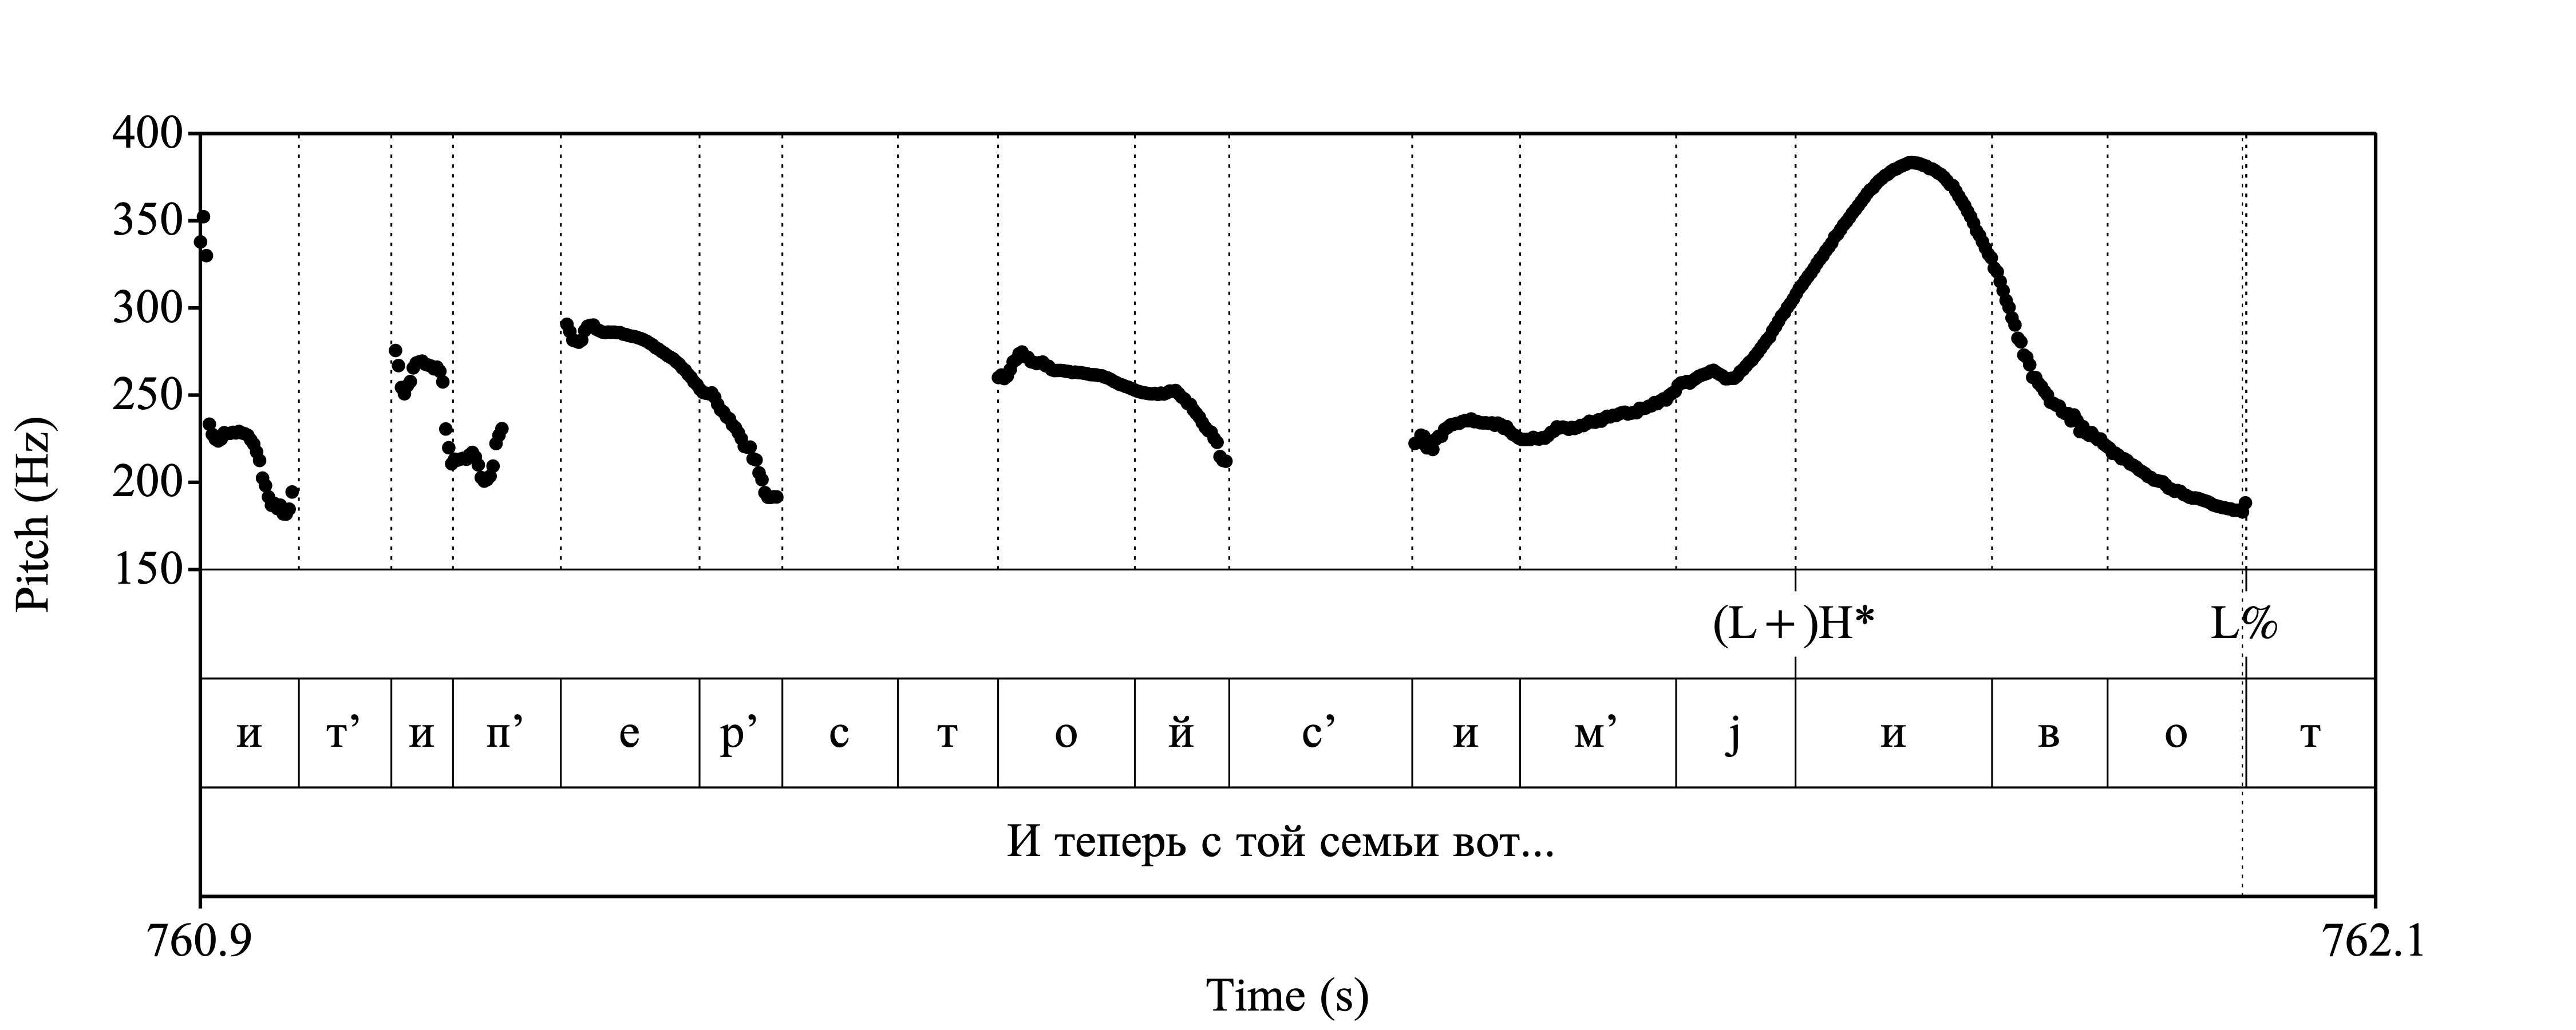 400
350
300
250
200
150
Pitch (Hz)
(L+)H* L%
и т’ и п’ е р’ с т о й с’ и м’ j и в о т
И теперь с той семьи вот...
760.9 762.1
Time (s)